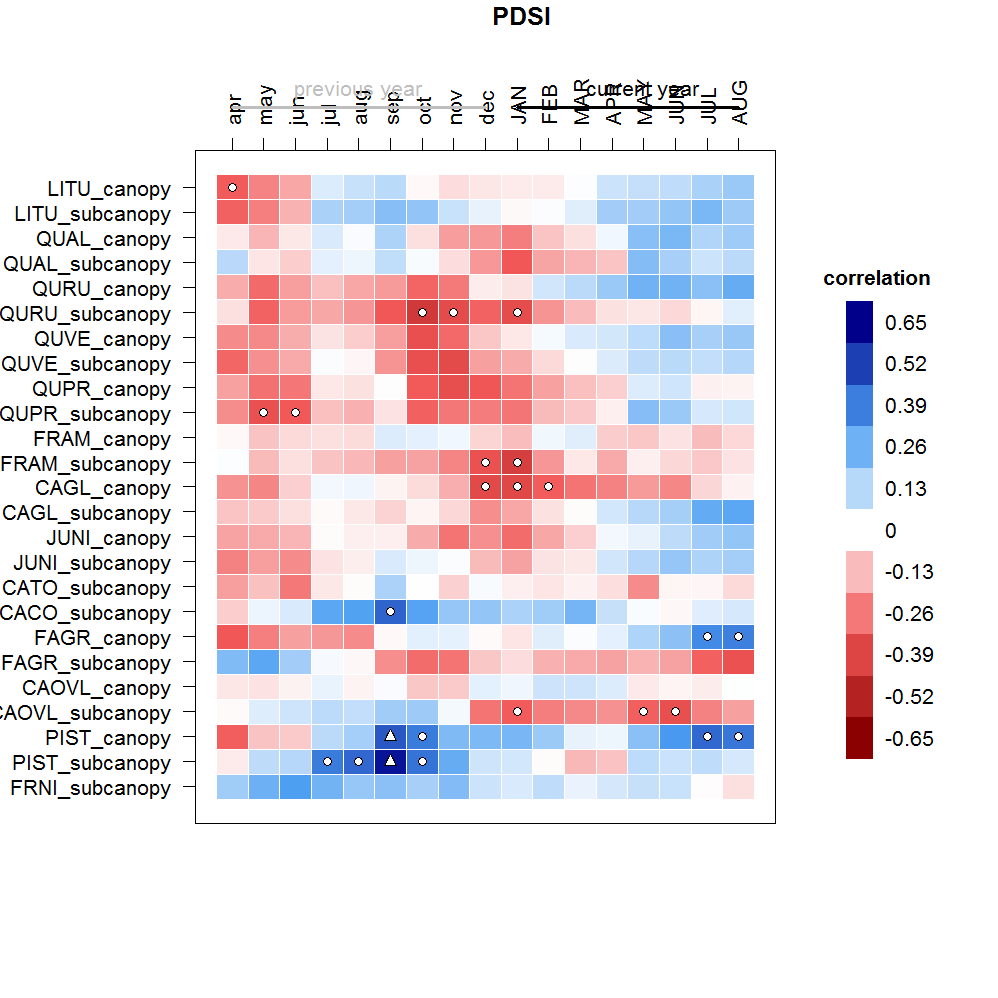 PDSI
previous year current year
apr may jun jul aug sep oct nov dec JAN FEB MAR APR MAY JUN JUL AUG
LITU_canopy
LITU_subcanopy
QUAL_canopy
QUAL_subcanopy
QURU_canopy
QURU_subcanopy
QUVE_canopy
QUVE_subcanopy
QUPR_canopy
QUPR_subcanopy
FRAM_canopy
FRAM_subcanopy
CAGL_canopy
CAGL_subcanopy
JUNI_canopy
JUNI_subcanopy
CATO_subcanopy
CACO_subcanopy
FAGR_canopy
FAGR_subcanopy
CAOVL_canopy
CAOVL_subcanopy
PIST_canopy
PIST_subcanopy
FRNI_subcanopy
correlation
0.65
0.52
0.39
0.26
0.13
0
-0.13
-0.26
-0.39
-0.52
-0.65